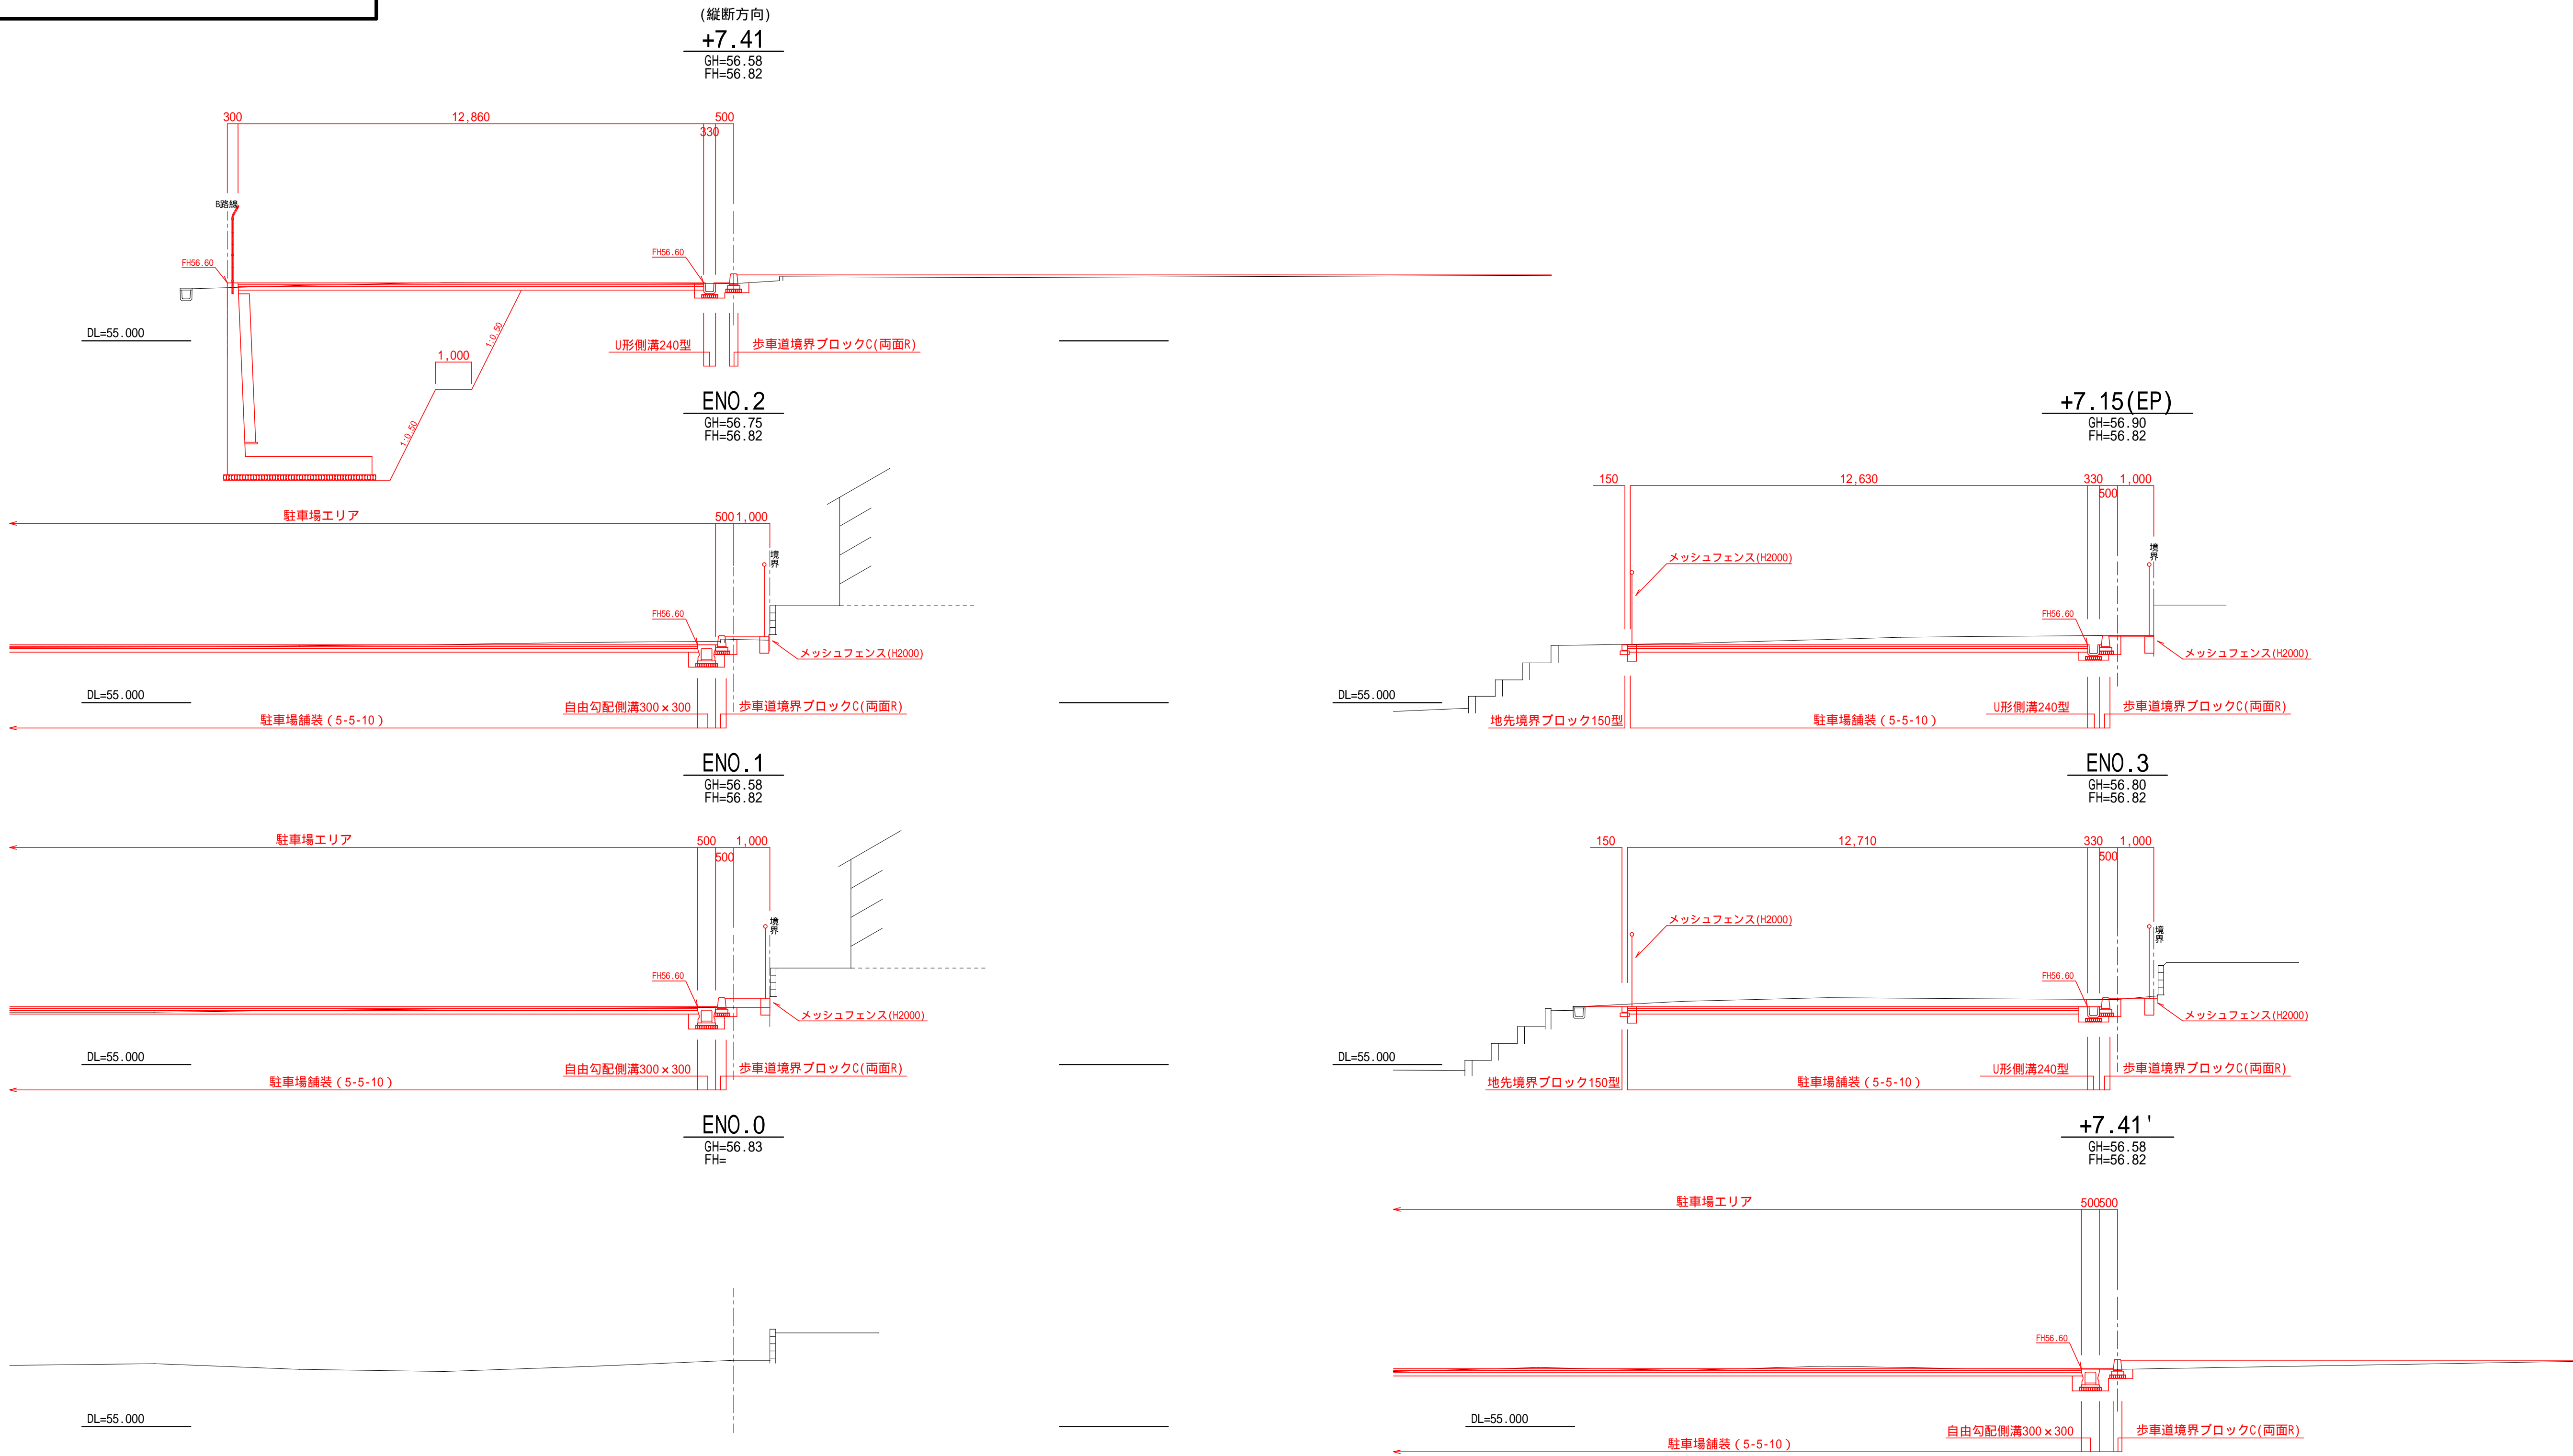 (縦断方向)
+7.41
GH=56.58
FH=56.82
300
12,860
500
330
B路線
FH56.60
FH56.60
DL=55.000
1:0.50
1,000
1:0.50
U形側溝240型
歩車道境界ブロックC(両面R)
ENO.2
GH=56.75
FH=56.82
駐車場エリア
500
1,000
境界
FH56.60
メッシュフェンス(H2000)
DL=55.000
自由勾配側溝300×300
歩車道境界ブロックC(両面R)
駐車場舗装(5-5-10)
ENO.1
GH=56.58
FH=56.82
駐車場エリア
500
1,000
500
境界
FH56.60
メッシュフェンス(H2000)
DL=55.000
自由勾配側溝300×300
歩車道境界ブロックC(両面R)
駐車場舗装(5-5-10)
ENO.0
GH=56.83
FH=
DL=55.000
+7.15(EP)
GH=56.90
FH=56.82
150
12,630
330
1,000
500
メッシュフェンス(H2000)
境界
FH56.60
メッシュフェンス(H2000)
DL=55.000
地先境界ブロック150型
駐車場舗装(5-5-10)
U形側溝240型
歩車道境界ブロックC(両面R)
ENO.3
GH=56.80
FH=56.82
150
12,710
330
1,000
500
メッシュフェンス(H2000)
境界
FH56.60
メッシュフェンス(H2000)
DL=55.000
地先境界ブロック150型
駐車場舗装(5-5-10)
U形側溝240型
歩車道境界ブロックC(両面R)
+7.41'
GH=56.58
FH=56.82
駐車場エリア
500
500
FH56.60
DL=55.000
自由勾配側溝300×300
歩車道境界ブロックC(両面R)
駐車場舗装(5-5-10)